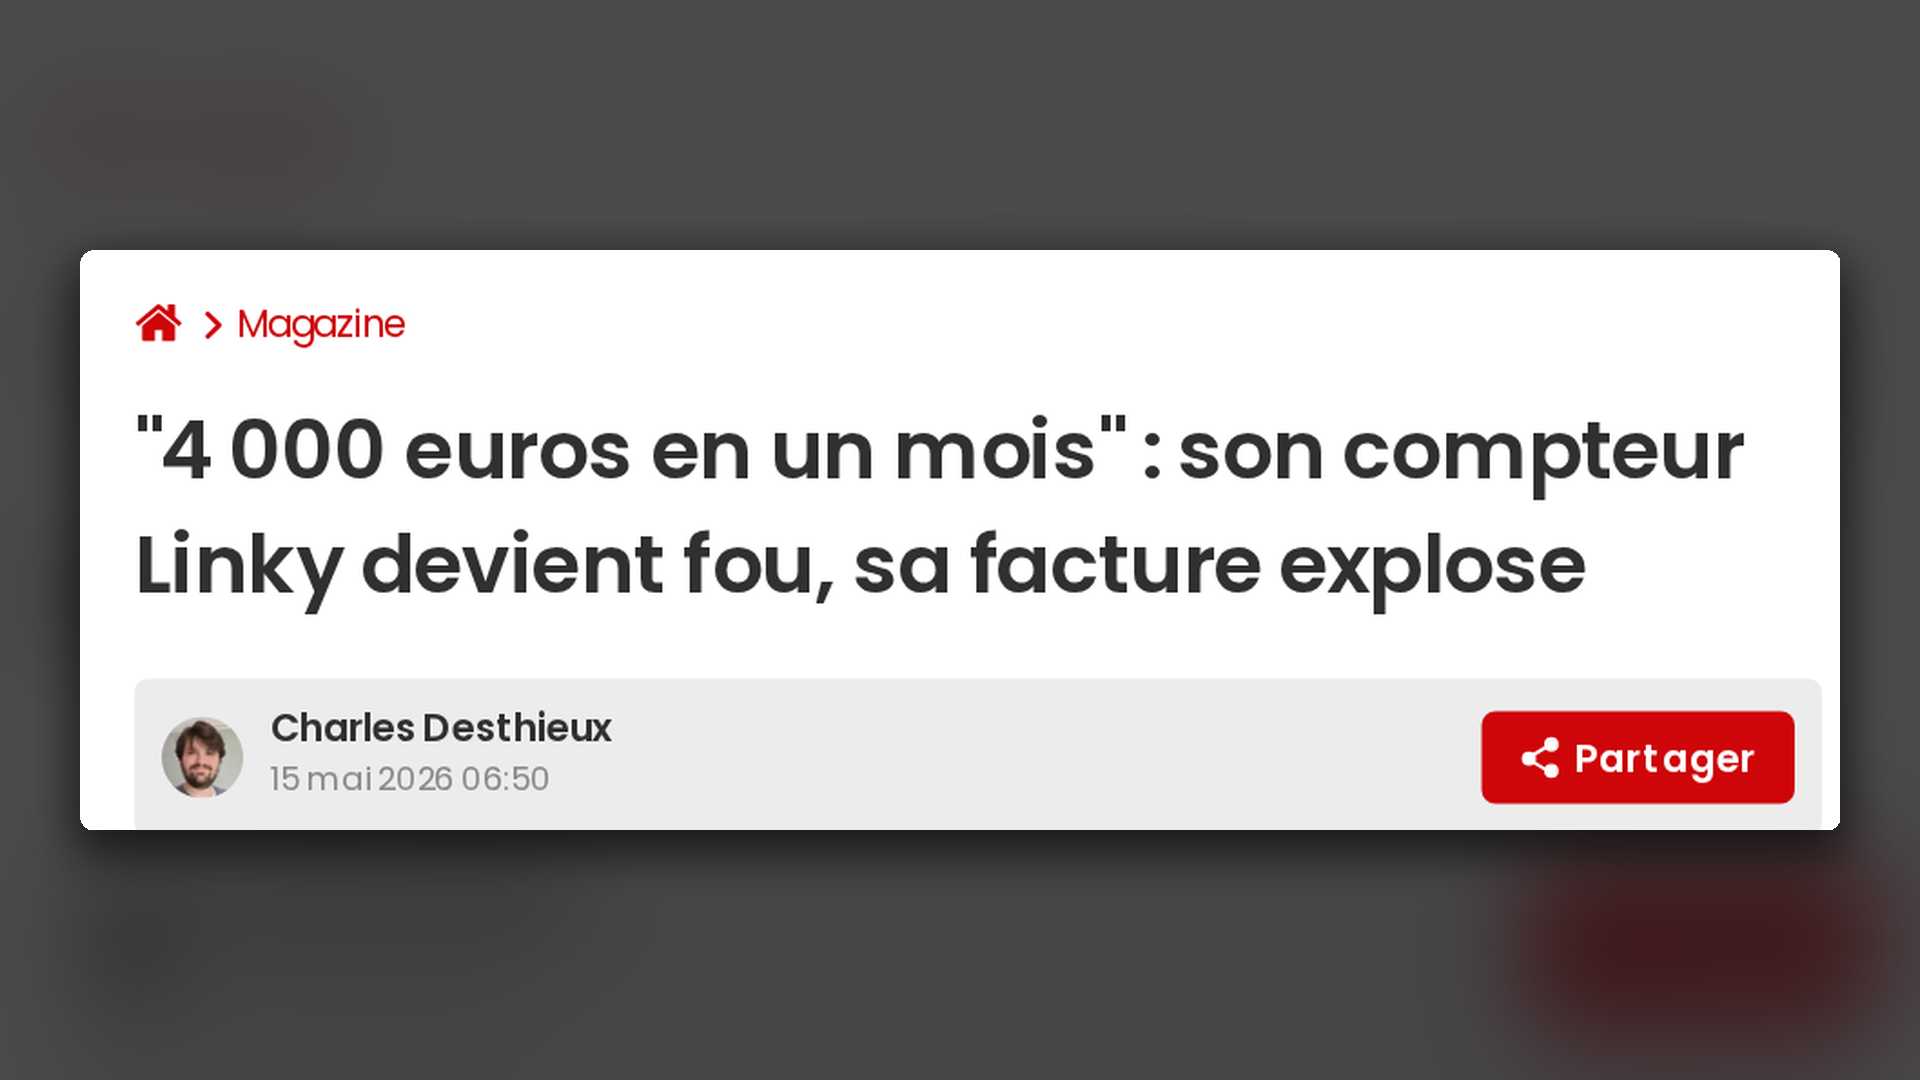 Magazine
"4 000 euros en un mois" : son compteur
Linky devient fou, sa facture explose
Charles Desthieux
15 mai 2026 06:50
Partager